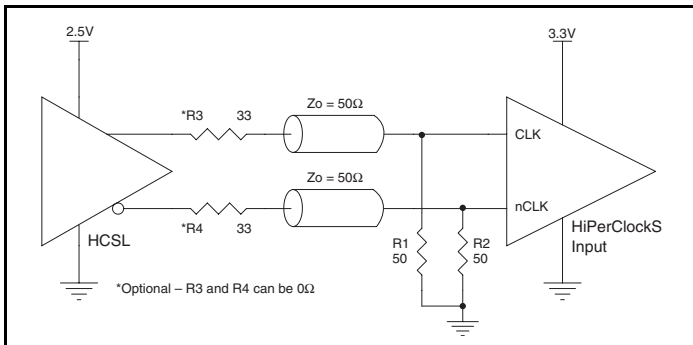 2.5V
3.3V
*R3 33
Zo = 50Ω
CLK
Zo = 50Ω
nCLK
*R4 33
HCSL
R1
50
R2
50
HiPerClockS
Input
*Optional – R3 and R4 can be 0Ω